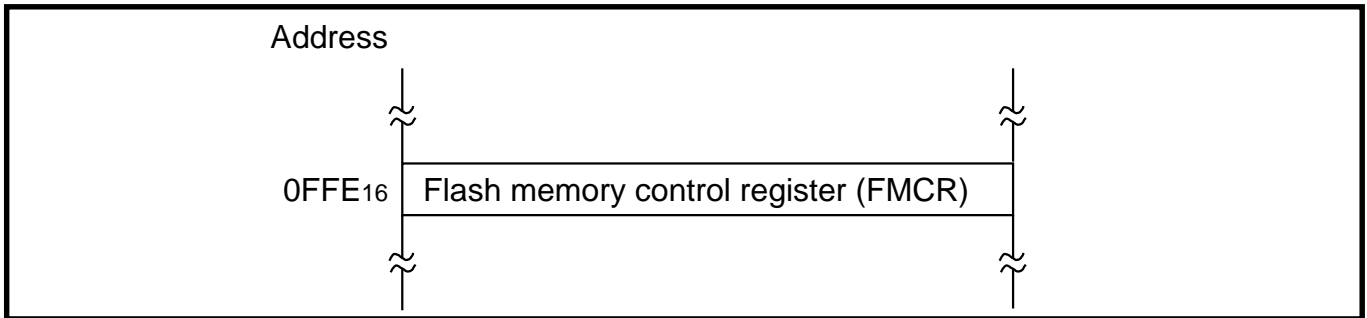 Address
0FFE16 Flash memory control register (FMCR)